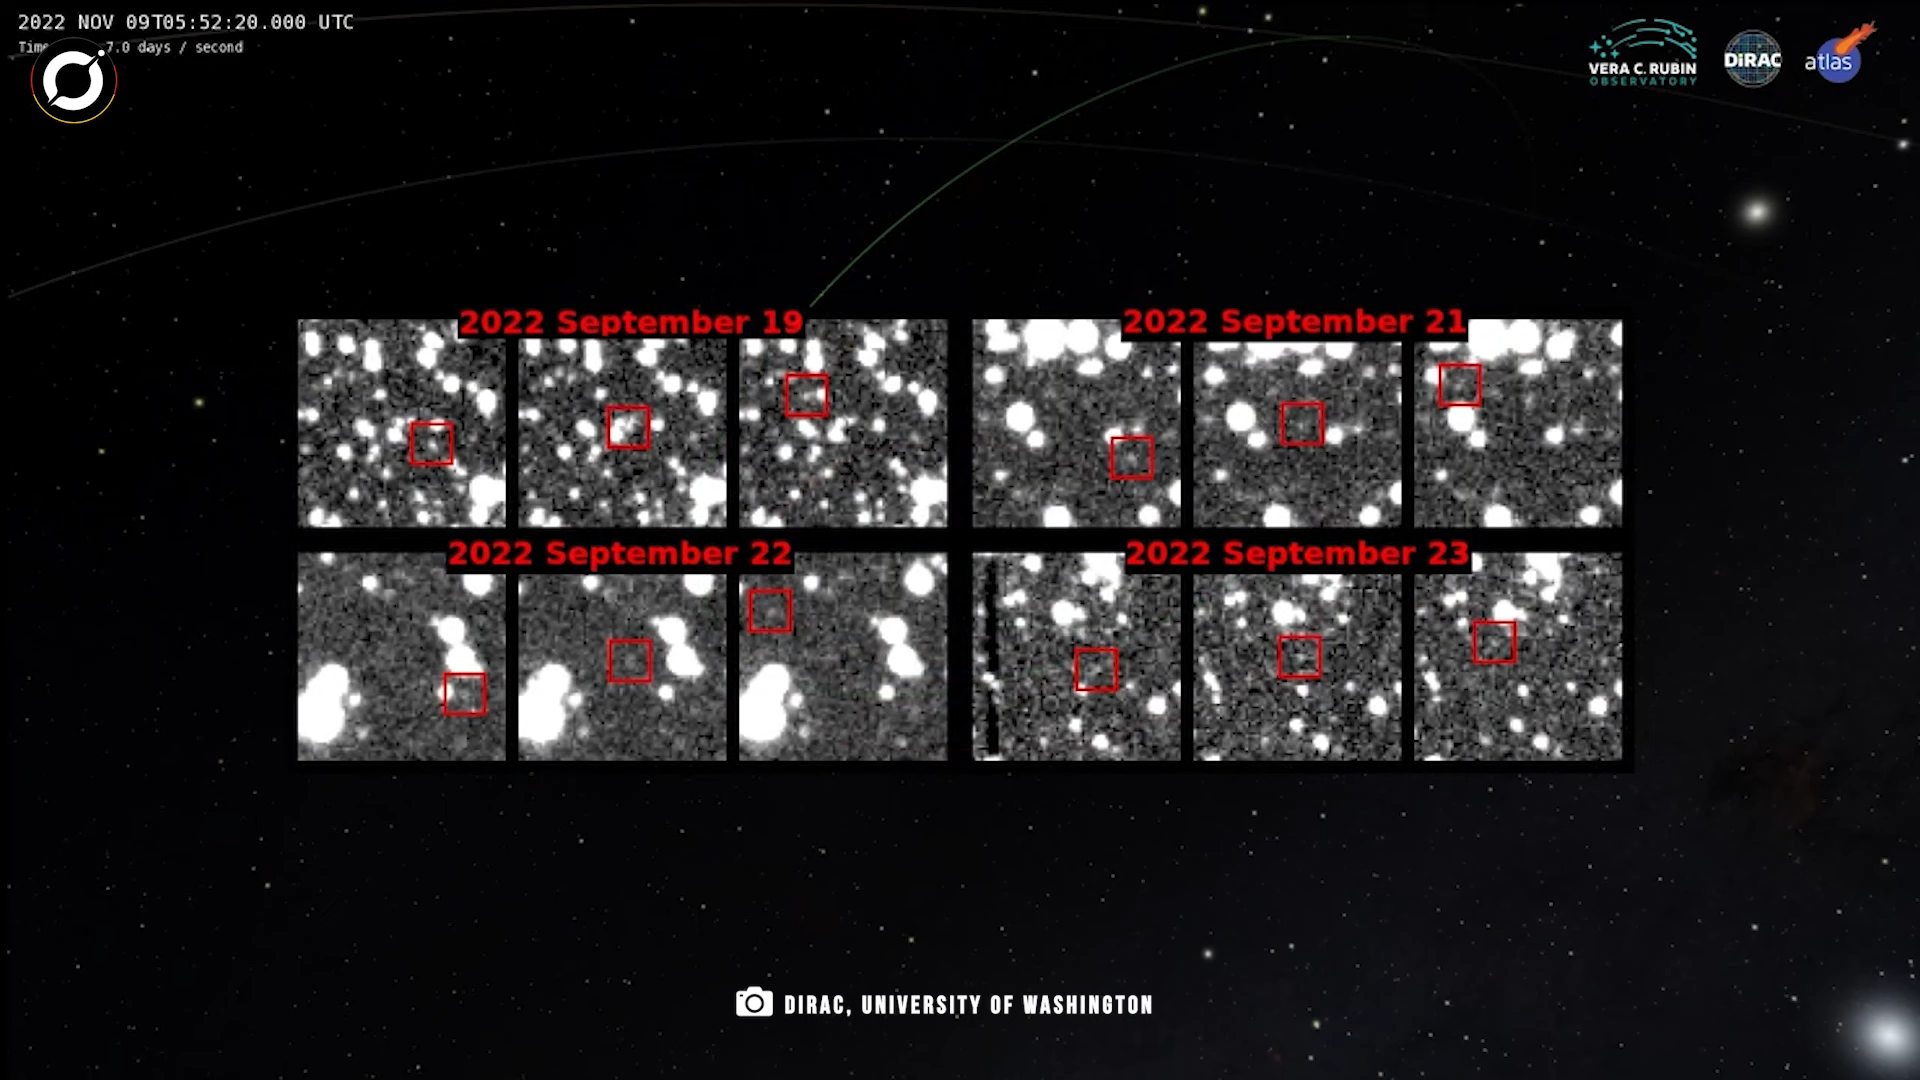 2022 NOV 09T05:52:20.000 UTC
7.0 days / second
VERA C. RUBIN
OBSERVATORY
DiRAC
atlas
2022 September 19
2022 September 21
2022 September 22
2022 September 23
DIRAC, UNIVERSITY OF WASHINGTON